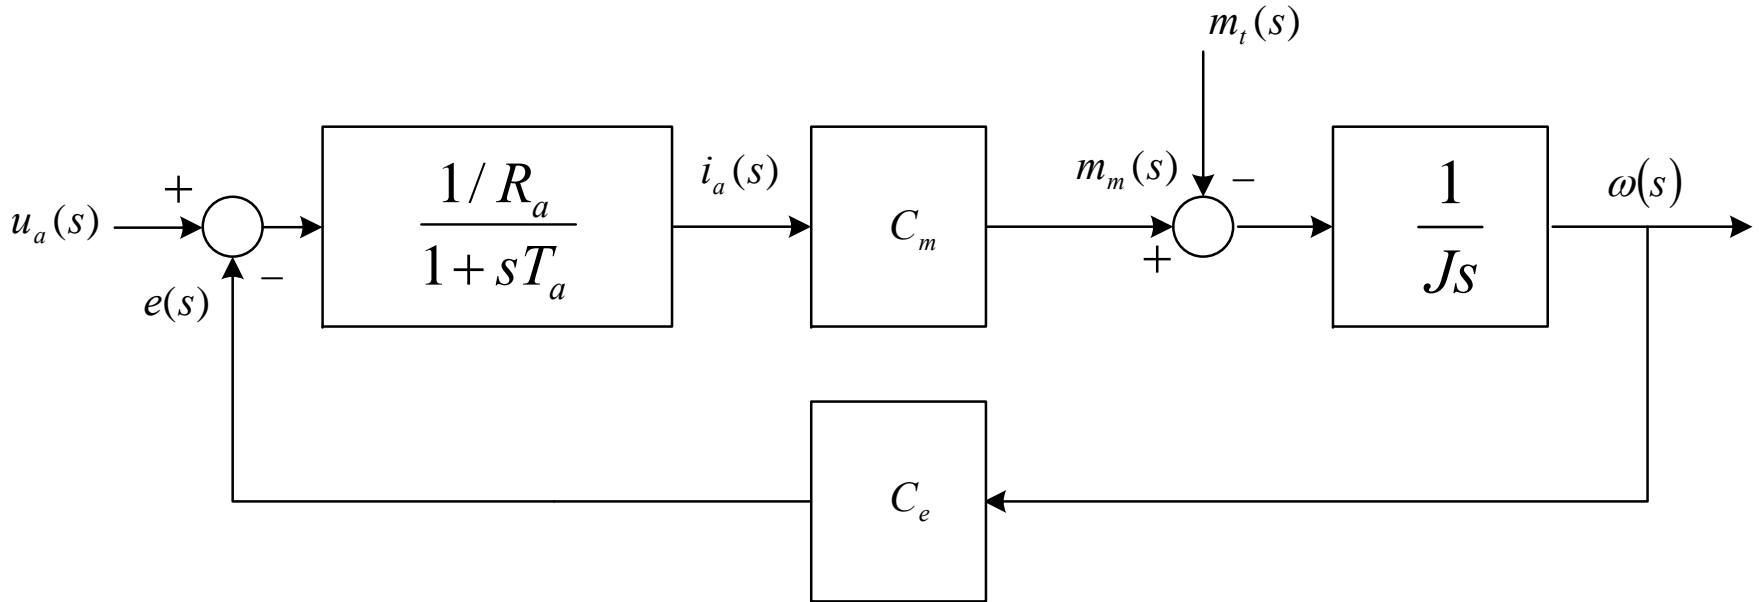 m_t(s)
u_a(s)
+
−
e(s)
1/R_a
1+sT_a
i_a(s)
C_m
m_m(s)
−
+
1
Js
ω(s)
C_e